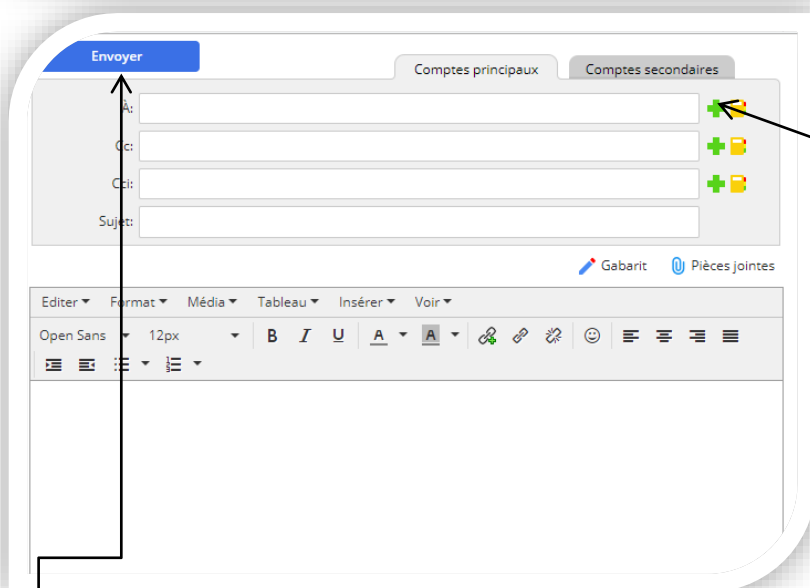 Envoyer
Comptes principaux Comptes secondaires
À:
Cc:
Cci:
Sujet:
Gabarit Pièces jointes
Editer Format Média Tableau Insérer Voir
Open Sans 12px B I U A A